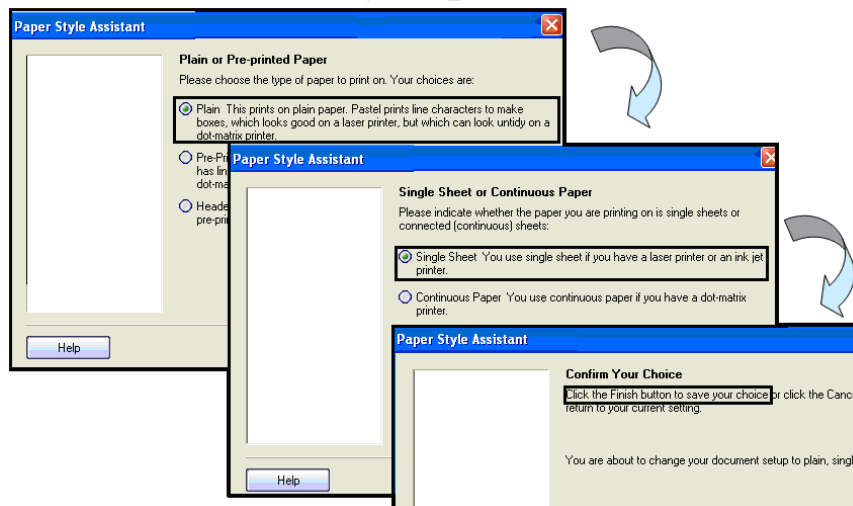 Paper Style Assistant
Plain or Pre-printed Paper
Please choose the type of paper to print on. Your choices are:
Plain This prints on plain paper. Pastel prints line characters to make
boxes, which looks good on a laser printer, but which can look untidy on a
dot-matrix printer.
has
Help
Paper Style Assistant
Single Sheet or Continuous Paper
Please indicate whether the paper you are printing on is single sheets or
connected (continuous) sheets:
Single Sheet You use single sheet if you have a laser printer or an ink jet
printer.
Continuous Paper You use continuous paper if you have a dot-matrix
printer.
Help
Paper Style Assistant
Confirm Your Choice
Click the Finish button to save your choice or click the
return to your current setting.
You are about to change your document setup to plain,